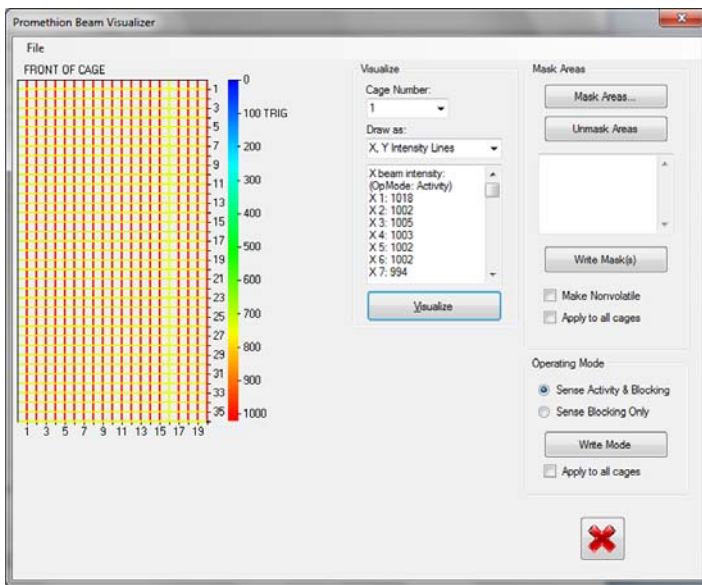 Promethion Beam Visualizer
File
FRONT OF CAGE
1
3
5
7
9
11
13
15
17
19
21
23
25
27
29
31
33
35
1 3 5 7 9 11 13 15 17 19
0
100 TRIG
200
300
400
500
600
700
800
900
1000
Visualize
Cage Number:
1
Draw as:
X, Y Intensity Lines
X beam intensity:
(OpMode: Activity)
X 1: 1018
X 2: 1002
X 3: 1005
X 4: 1003
X 5: 1002
X 6: 1002
X 7: 994
Visualize
Mask Areas
Mask Areas...
Unmask Areas
Write Mask(s)
Make Nonvolatile
Apply to all cages
Operating Mode
Sense Activity & Blocking
Sense Blocking Only
Write Mode
Apply to all cages